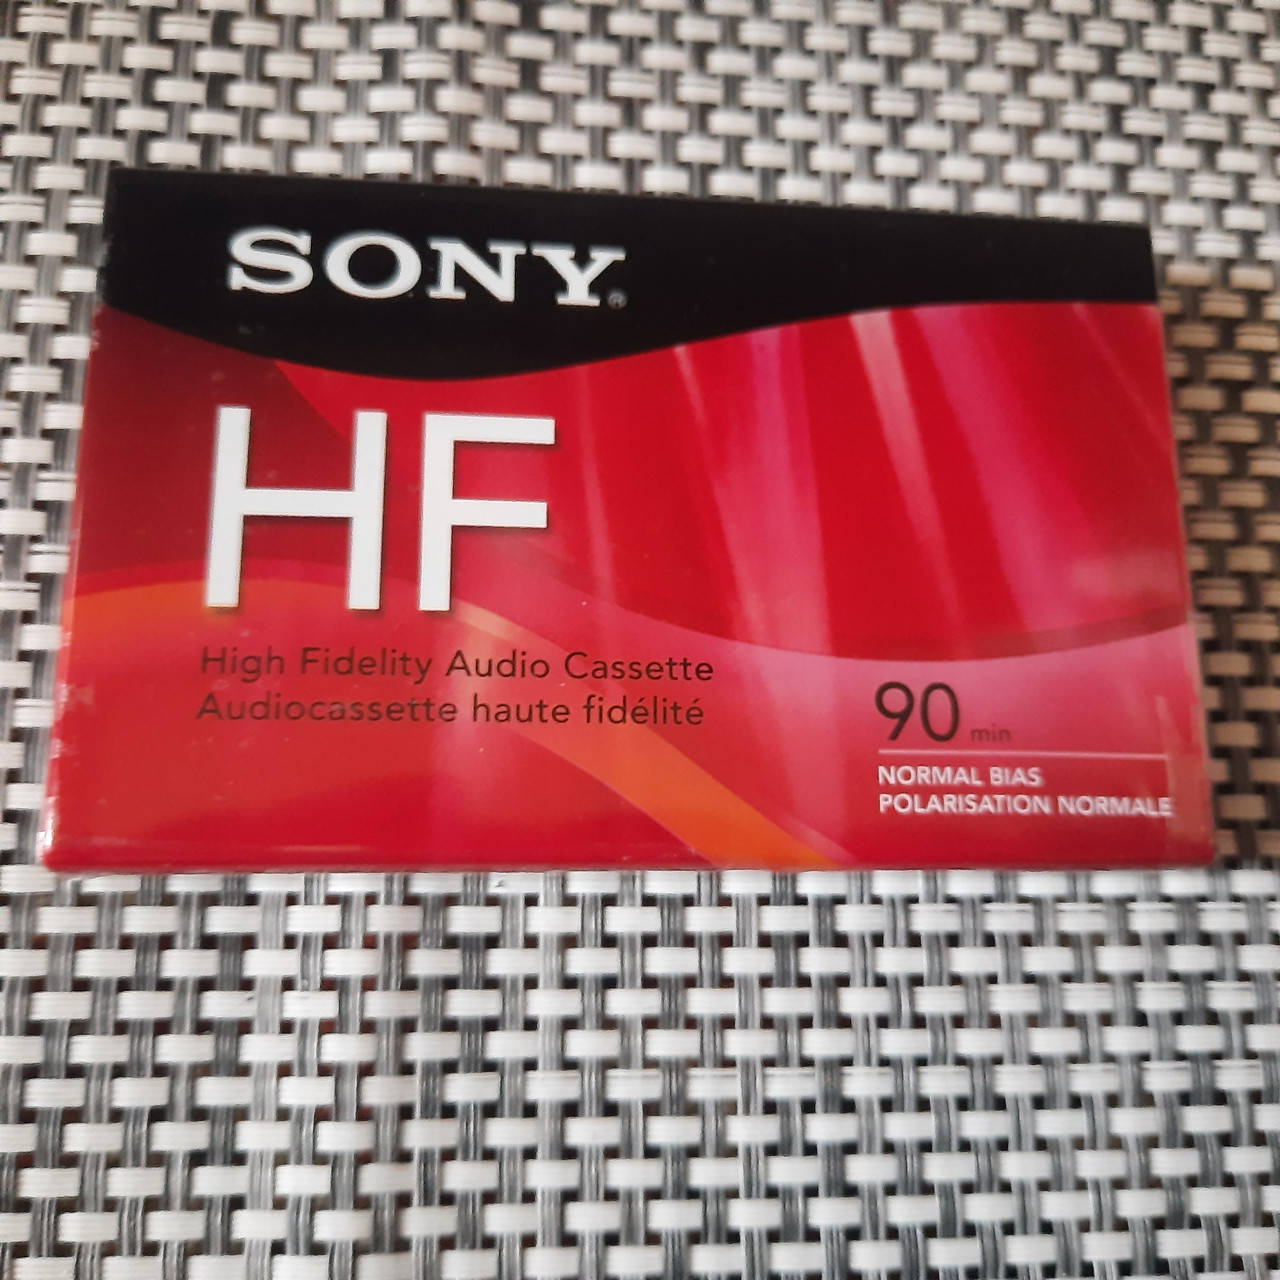 SONY®
HF
High Fidelity Audio Cassette
Audiocassette haute fidélité
90 min
NORMAL BIAS
POLARISATION NORMALE